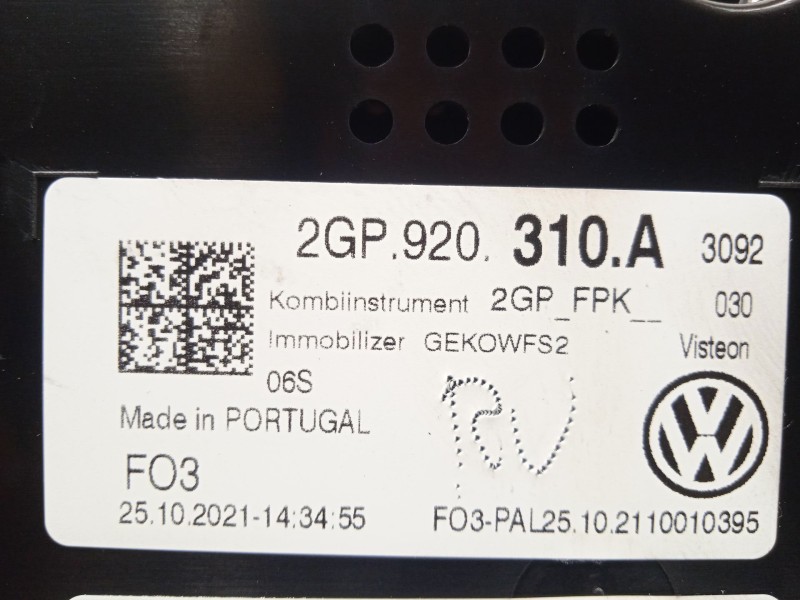 2GP.920. 310.A 3092
Kombiinstrument 2GP_FPK__ 030
Immobilizer GEKOWFS2 Visteon
06S
Made in PORTUGAL
RV
FO3
25.10.2021-14:34:55 FO3-PAL25.10.2110010395